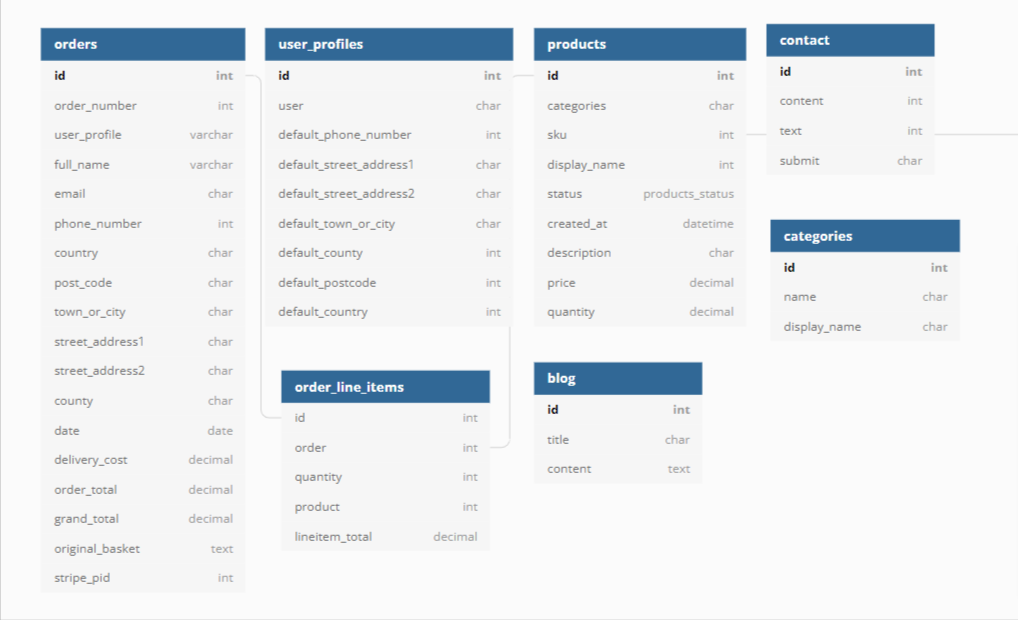 orders
id int
order_number int
user_profile varchar
full_name varchar
email char
phone_number int
country char
post_code char
town_or_city char
street_address1 char
street_address2 char
county char
date date
delivery_cost decimal
order_total decimal
grand_total decimal
original_basket text
stripe_pid int
user_profiles
id int
user char
default_phone_number int
default_street_address1 char
default_street_address2 char
default_town_or_city char
default_county int
default_postcode int
default_country int
order_line_items
id int
order int
quantity int
product int
lineitem_total decimal
products
id int
categories char
sku int
display_name int
status products_status
created_at datetime
description char
price decimal
quantity decimal
blog
id int
title char
content text
contact
id int
content int
text int
submit char
categories
id int
name char
display_name char